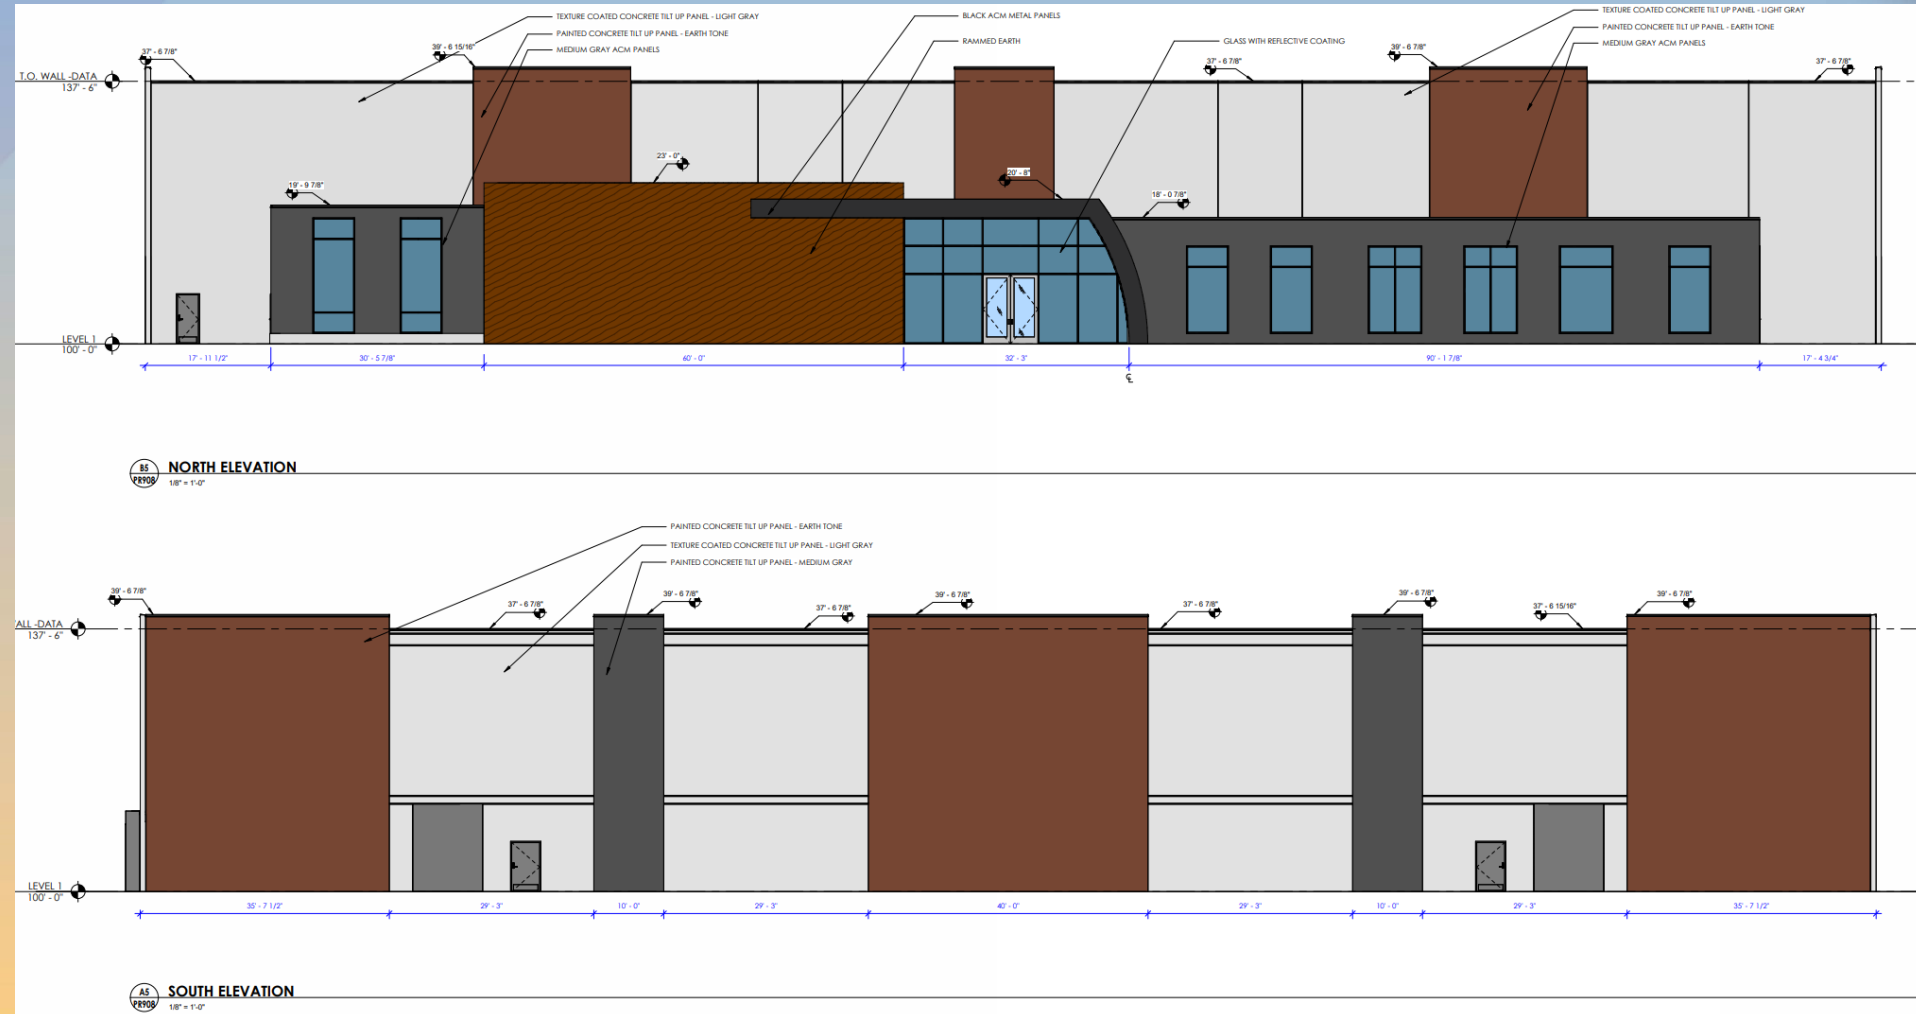 TEXTURE COATED CONCRETE TILT UP PANEL - LIGHT GRAY
PAINTED CONCRETE TILT UP PANEL - EARTH TONE
MEDIUM GRAY ACM PANELS
BLACK ACM METAL PANELS
RAMMED EARTH
GLASS WITH REFLECTIVE COATING
TEXTURE COATED CONCRETE TILT UP PANEL - LIGHT GRAY
PAINTED CONCRETE TILT UP PANEL - EARTH TONE
MEDIUM GRAY ACM PANELS
37' - 6 7/8"
39' - 6 15/16"
37' - 6 7/8"
39' - 6 7/8"
37' - 6 7/8"
T.O. WALL -DATA
137' - 6"
23' - 0"
19' - 9 7/8"
20' - 8"
18' - 0 7/8"
LEVEL 1
100' - 0"
17' - 11 1/2"
30' - 5 7/8"
60' - 0"
32' - 3"
90' - 1 7/8"
17' - 4 3/4"
B5
PR908
NORTH ELEVATION
1/8" = 1'-0"
PAINTED CONCRETE TILT UP PANEL - EARTH TONE
TEXTURE COATED CONCRETE TILT UP PANEL - LIGHT GRAY
PAINTED CONCRETE TILT UP PANEL - MEDIUM GRAY
39' - 6 7/8"
37' - 6 7/8"
39' - 6 7/8"
37' - 6 7/8"
39' - 6 7/8"
37' - 6 7/8"
39' - 6 7/8"
37' - 6 15/16"
39' - 6 7/8"
ALL -DATA
137' - 6"
LEVEL 1
100' - 0"
35' - 7 1/2"
29' - 3"
10' - 0"
29' - 3"
40' - 0"
29' - 3"
10' - 0"
29' - 3"
35' - 7 1/2"
A5
PR908
SOUTH ELEVATION
1/8" = 1'-0"